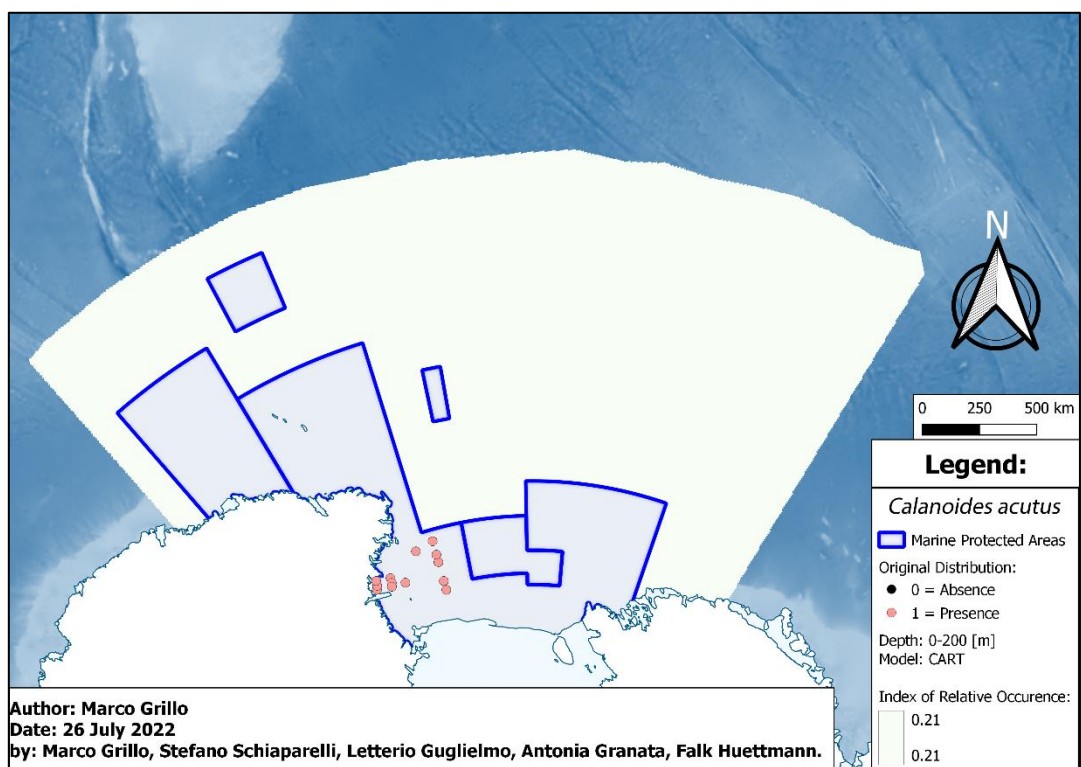 N
0 250 500 km
Legend:
Calanoides acutus
Marine Protected Areas
Original Distribution:
0 = Absence
1 = Presence
Depth: 0-200 [m]
Model: CART
Index of Relative Occurence:
0.21
0.21
Author: Marco Grillo
Date: 26 July 2022
by: Marco Grillo, Stefano Schiaparelli, Letterio Guglielmo, Antonia Granata, Falk Huettmann.